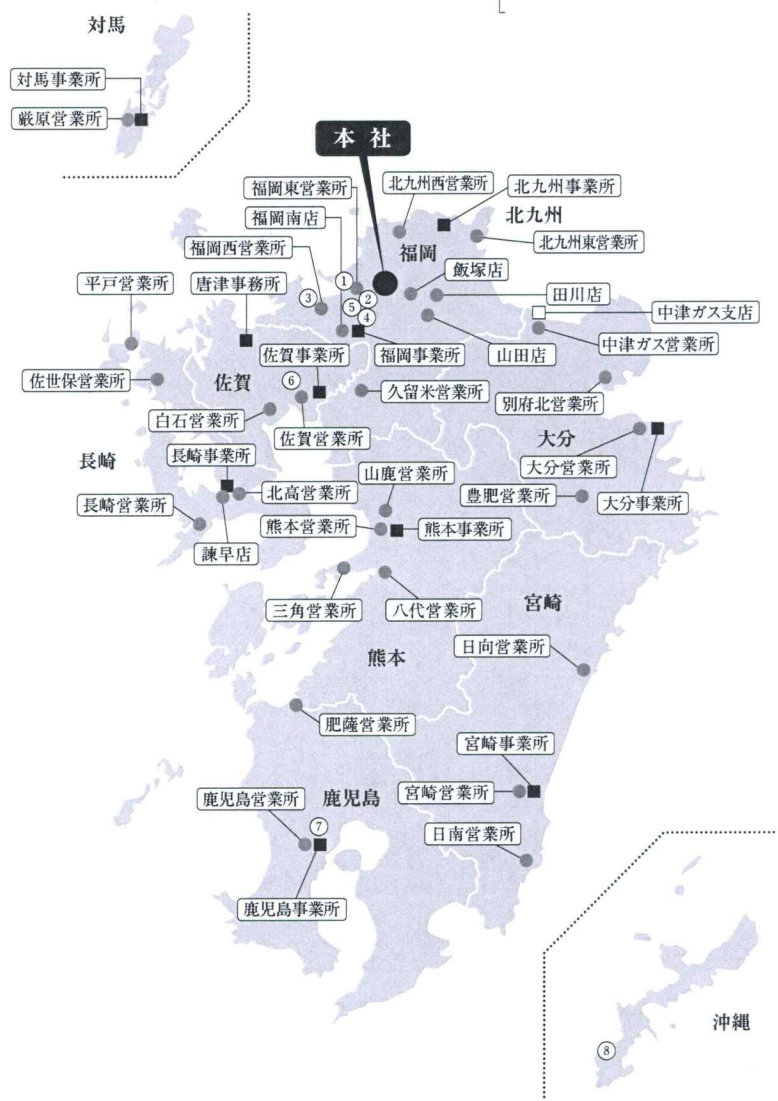 対馬
対馬事業所
厳原営業所
本社
福岡東営業所
北九州西営業所
北九州事業所
福岡南店
北九州
北九州東営業所
福岡西営業所
福岡
飯塚店
平戸営業所
唐津事務所
①
②
③
⑤
④
田川店
中津ガス支店
佐賀事業所
福岡事業所
山田店
中津ガス営業所
佐世保営業所
佐賀
⑥
久留米営業所
別府北営業所
白石営業所
佐賀営業所
大分
長崎
長崎事業所
大分営業所
山鹿営業所
長崎営業所
北高営業所
豊肥営業所
大分事業所
熊本営業所
熊本事業所
諫早店
三角営業所
八代営業所
宮崎
熊本
日向営業所
肥薩営業所
宮崎事業所
鹿児島営業所
鹿児島
宮崎営業所
⑦
日南営業所
鹿児島事業所
沖縄
⑧